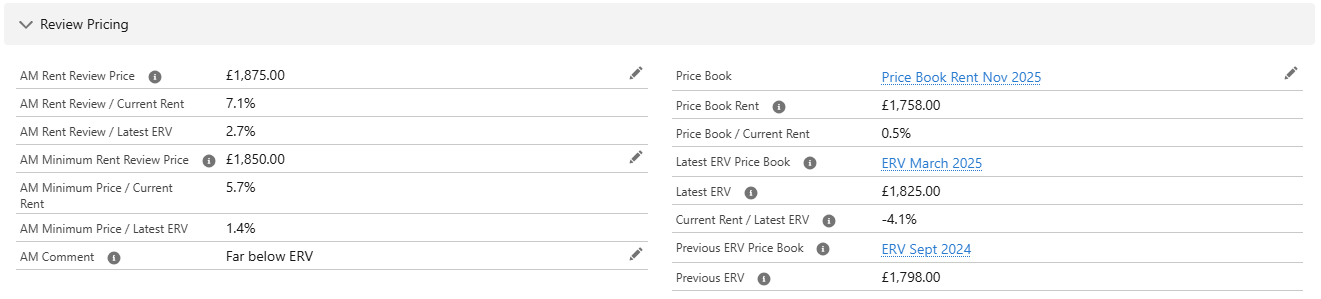 Review Pricing
AM Rent Review Price £1,875.00
AM Rent Review / Current Rent 7.1%
AM Rent Review / Latest ERV 2.7%
AM Minimum Rent Review Price £1,850.00
AM Minimum Price / Current 5.7%
Rent
AM Minimum Price / Latest ERV 1.4%
AM Comment Far below ERV
Price Book Price Book Rent Nov 2025
Price Book Rent £1,758.00
Price Book / Current Rent 0.5%
Latest ERV Price Book ERV March 2025
Latest ERV £1,825.00
Current Rent / Latest ERV -4.1%
Previous ERV Price Book ERV Sept 2024
Previous ERV £1,798.00